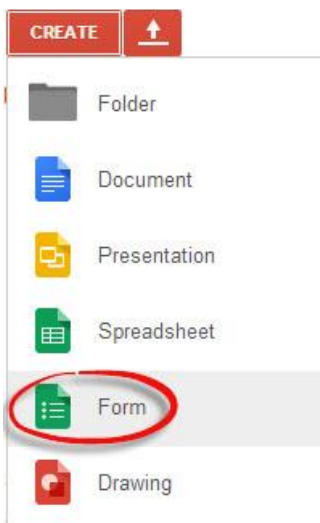 CREATE
Folder
Document
Presentation
Spreadsheet
Form
Drawing